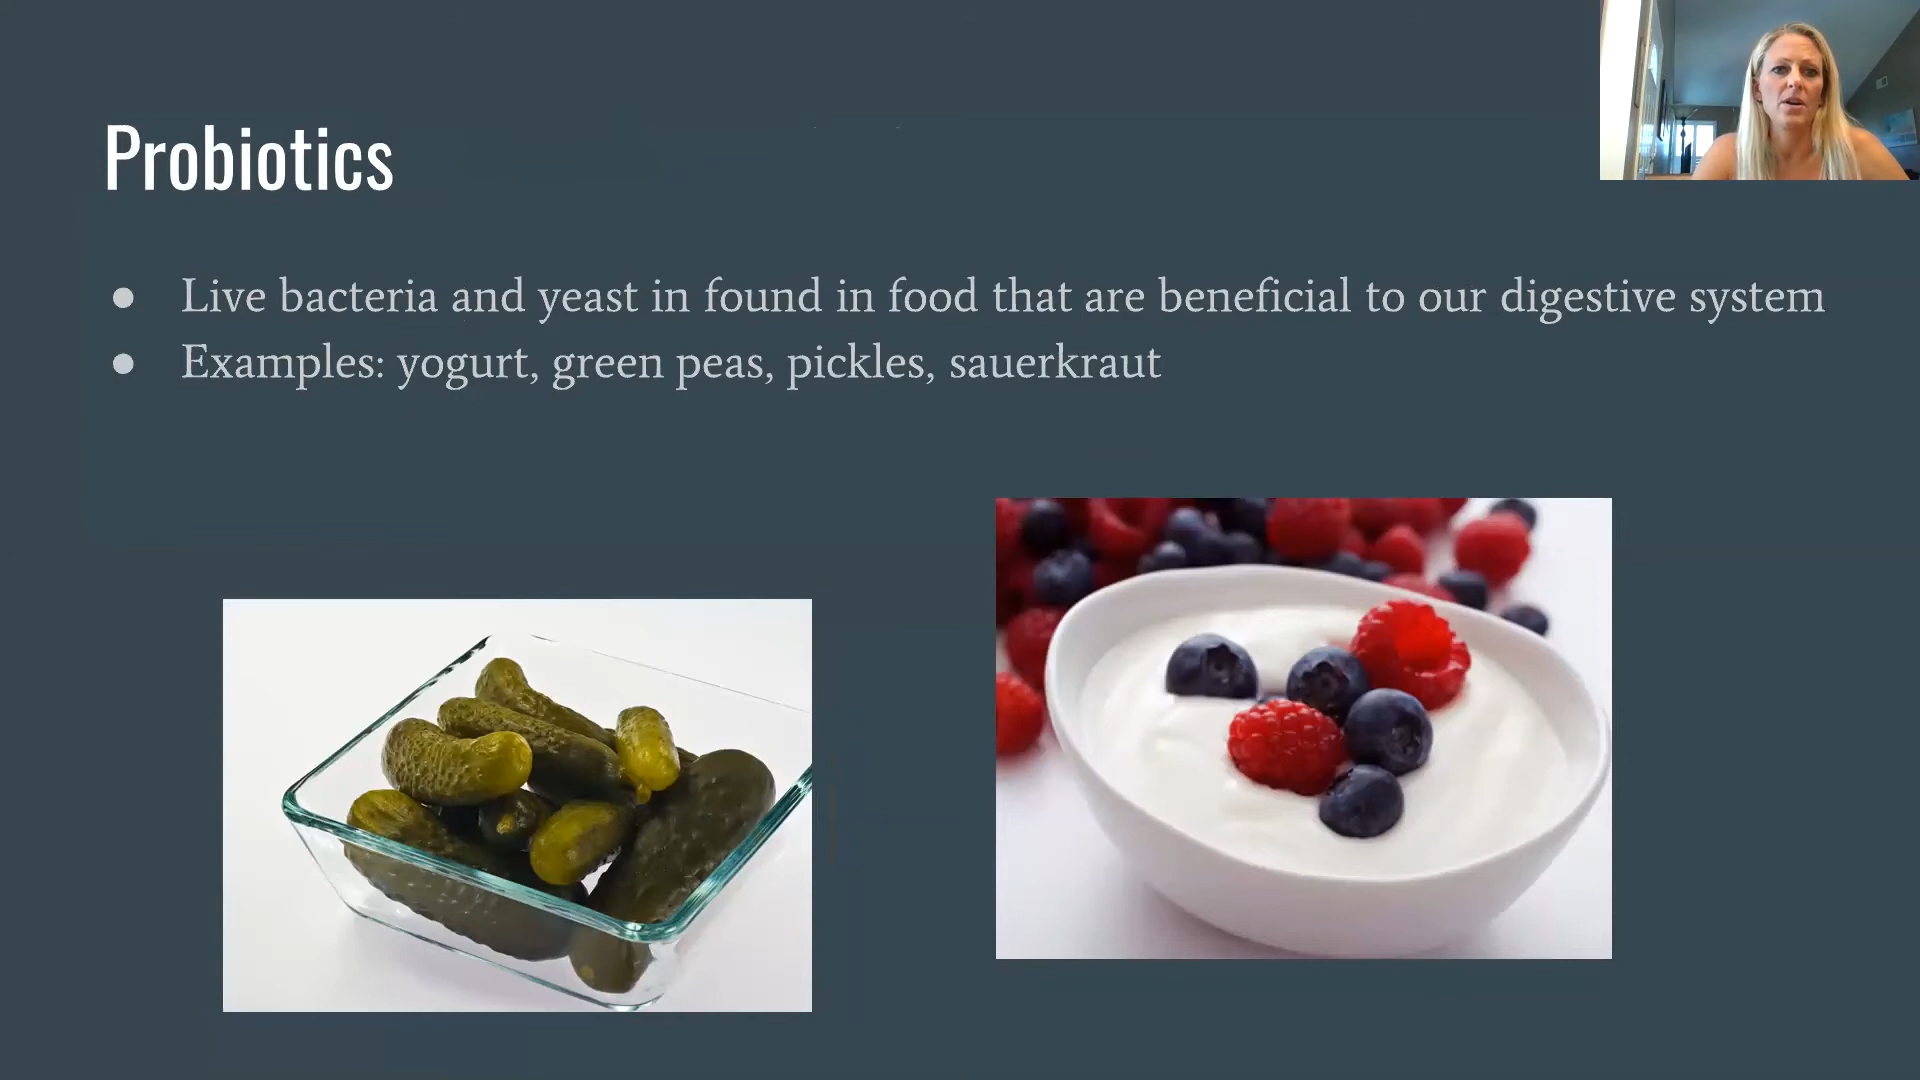 Probiotics
● Live bacteria and yeast in found in food that are beneficial to our digestive system
● Examples: yogurt, green peas, pickles, sauerkraut